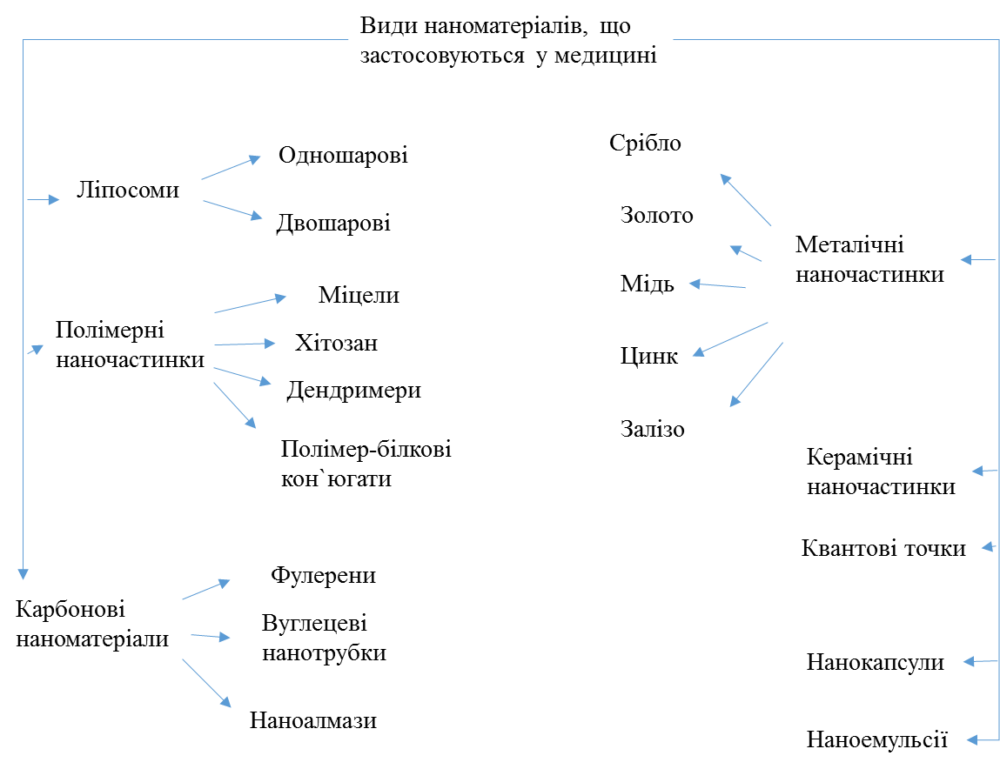 Види наноматеріалів, що
застосовуються у медицині
Ліпосоми
Одношарові
Двошарові
Полімерні
наночастинки
Міцели
Хітозан
Дендримери
Полімер-білкові
кон`югати
Карбонові
наноматеріали
Фулерени
Вуглецеві
нанотрубки
Наноалмази
Срібло
Золото
Мідь
Цинк
Залізо
Металічні
наночастинки
Керамічні
наночастинки
Квантові точки
Нанокапсули
Наноемульсії